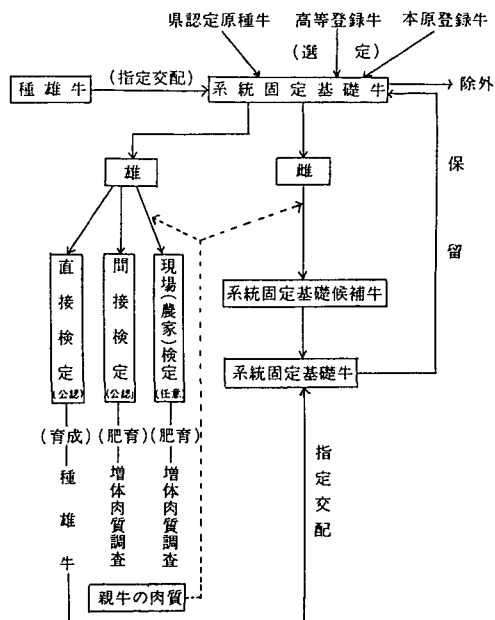 県認定原種牛 高等登録牛 本原登録牛
(選定)
種雄牛 (指定交配) 系統固定基礎牛 除外
雄 雌
保留
直接検定(公認)
間接検定(公認)
現場(農家)検定(任意)
系統固定基礎候補牛
系統固定基礎牛
(育成) (肥育) (肥育)
種雄牛
増体肉質調査
増体肉質調査
指定交配
親牛の肉質